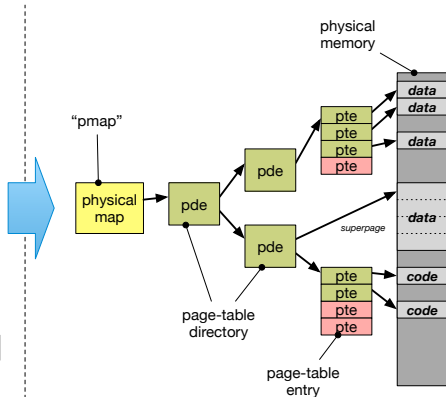 physical
memory
"pmap"
physical
map
pde
pde
pde
pte
pte
pte
pte
data
data
data
superpage
data
pte
pte
pte
pte
code
code
page-table
directory
page-table
entry